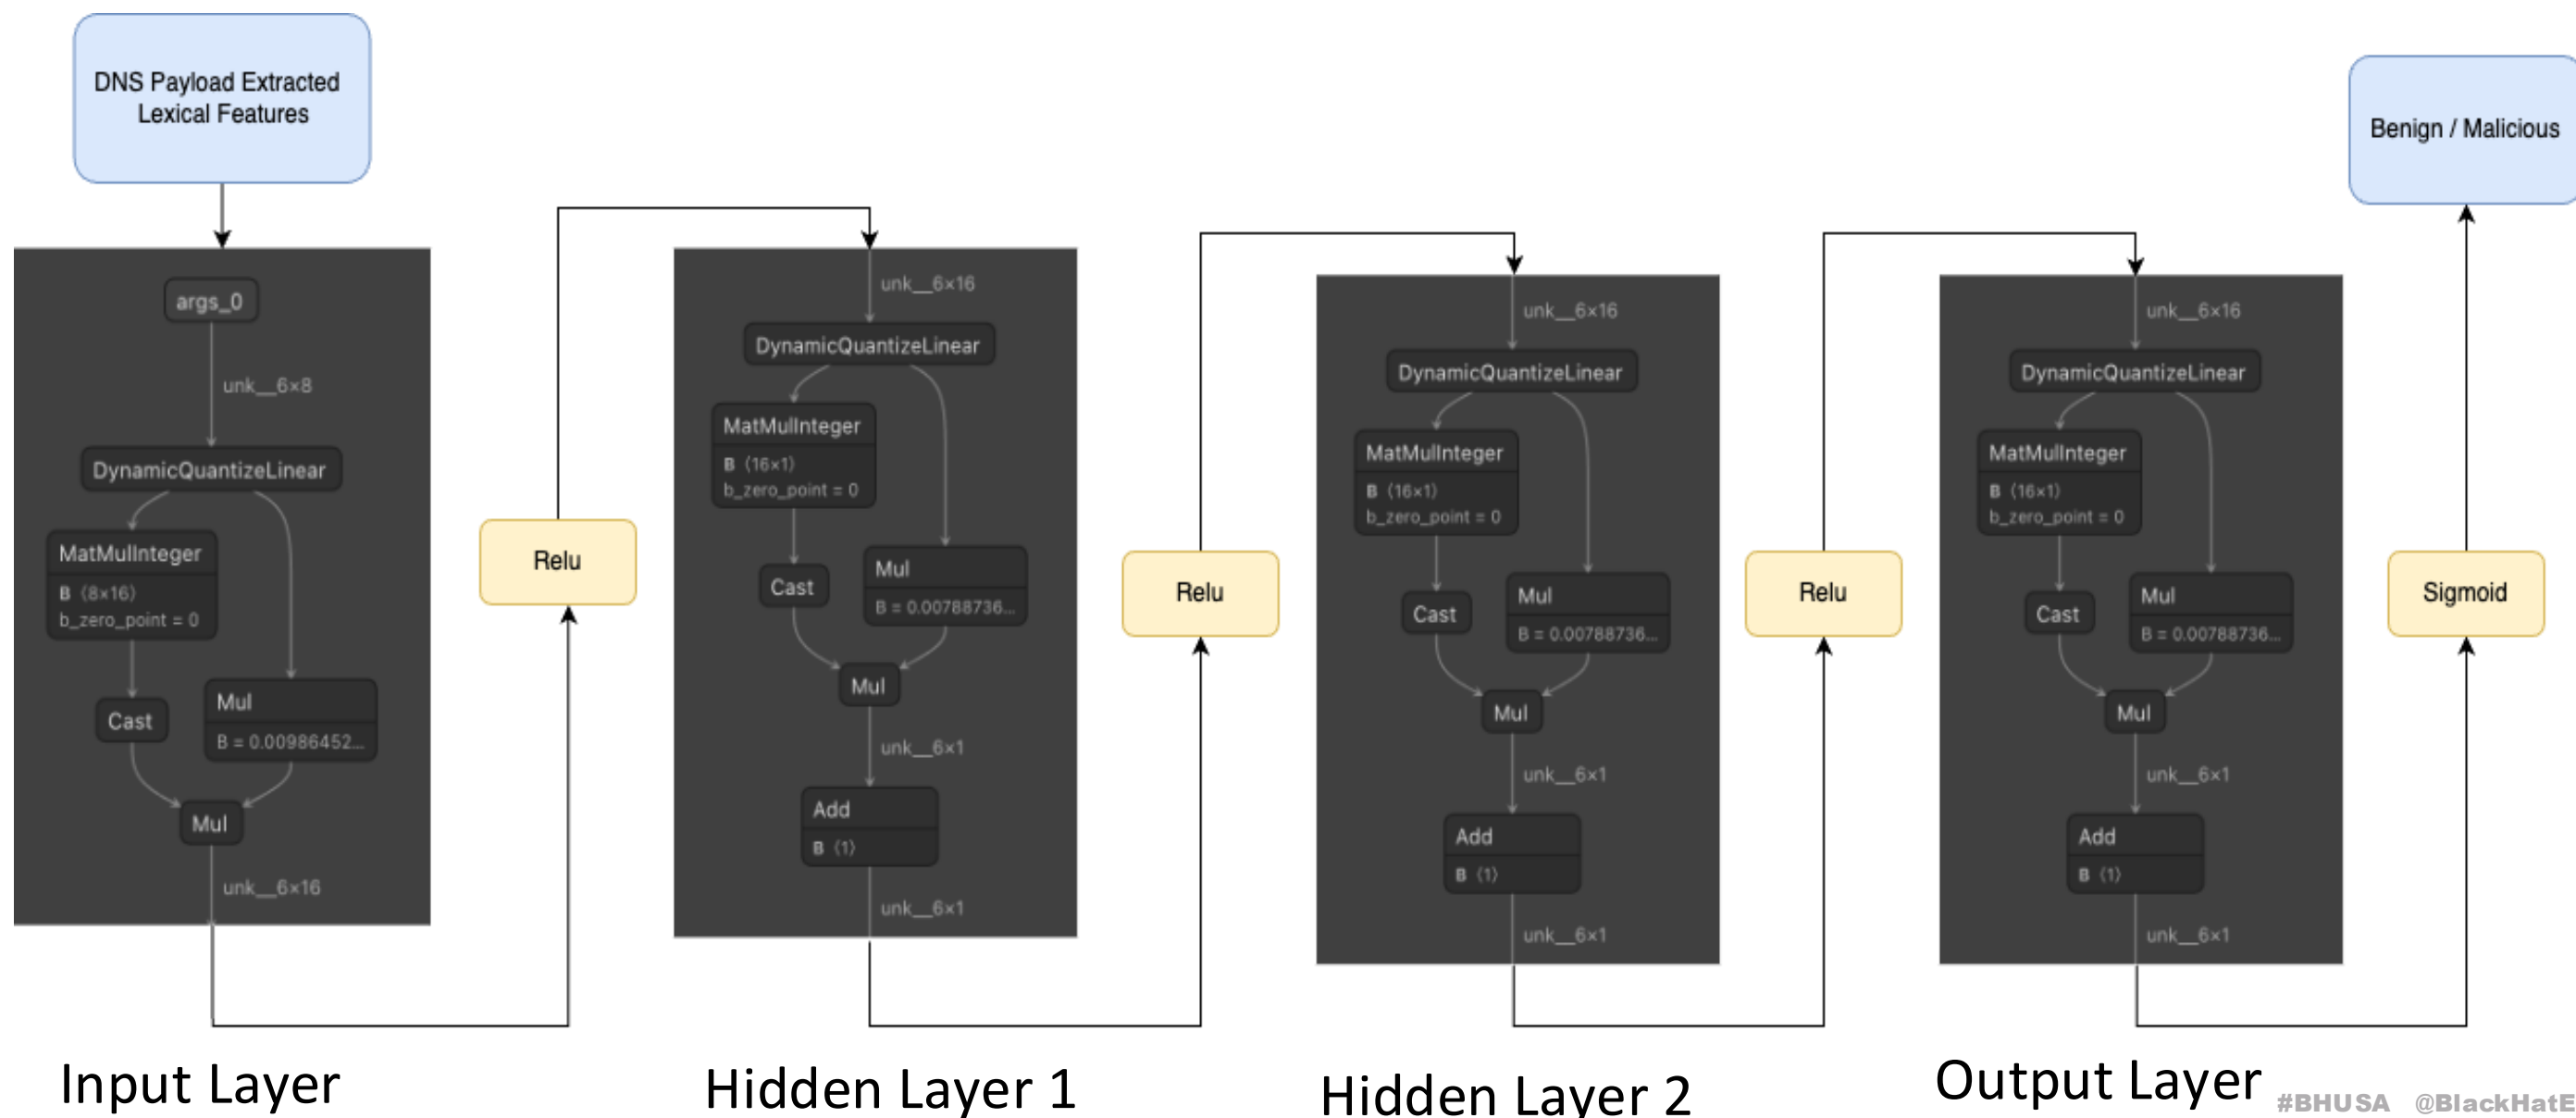 DNS Payload Extracted
Lexical Features
args_0
unk__6×8
DynamicQuantizeLinear
MatMulInteger
B ⟨8×16⟩
b_zero_point = 0
Cast
Mul
B = 0.00986452...
Mul
unk__6×16
Input Layer
Relu
unk__6×16
DynamicQuantizeLinear
MatMulInteger
B ⟨16×1⟩
b_zero_point = 0
Cast
Mul
B = 0.00788736...
Mul
unk__6×1
Add
B ⟨1⟩
unk__6×1
Hidden Layer 1
Relu
unk__6×16
DynamicQuantizeLinear
MatMulInteger
B ⟨16×1⟩
b_zero_point = 0
Cast
Mul
B = 0.00788736...
Mul
unk__6×1
Add
B ⟨1⟩
unk__6×1
Hidden Layer 2
Relu
unk__6×16
DynamicQuantizeLinear
MatMulInteger
B ⟨16×1⟩
b_zero_point = 0
Cast
Mul
B = 0.00788736...
Mul
unk__6×1
Add
B ⟨1⟩
unk__6×1
Output Layer
Sigmoid
Benign / Malicious
#BHUSA @BlackHatE